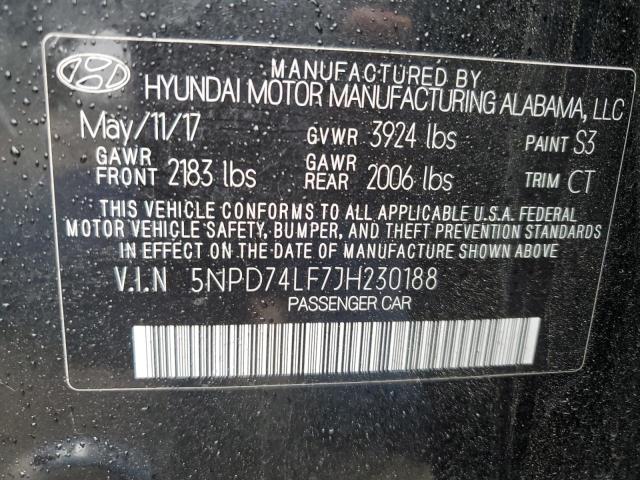 MANUFACTURED BY
HYUNDAI MOTOR MANUFACTURING ALABAMA, LLC
May/11/17 GVWR 3924 lbs PAINT S3
GAWR FRONT 2183 lbs GAWR REAR 2006 lbs TRIM CT
THIS VEHICLE CONFORMS TO ALL APPLICABLE U.S.A. FEDERAL
MOTOR VEHICLE SAFETY, BUMPER, AND THEFT PREVENTION STANDARDS
IN EFFECT ON THE DATE OF MANUFACTURE SHOWN ABOVE.
V.I.N 5NPD74LF7JH230188
PASSENGER CAR